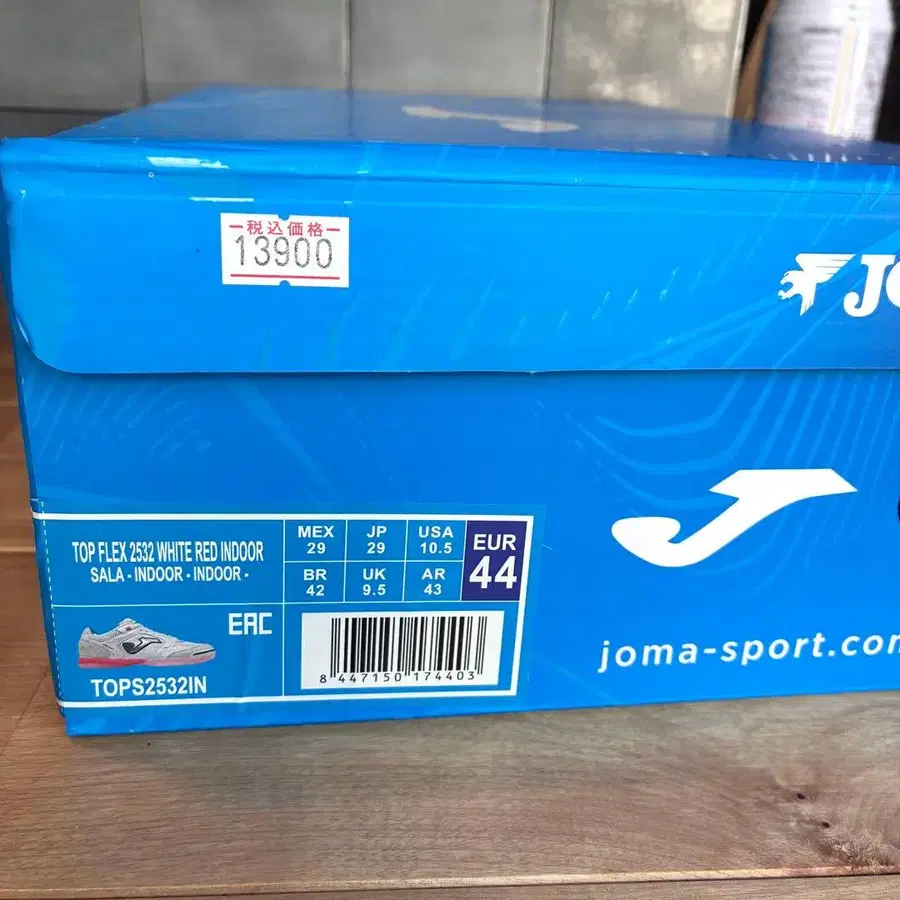 税込価格
13900
JO
TOP FLEX 2532 WHITE RED INDOOR
SALA - INDOOR - INDOOR -
MEX
29
JP
29
USA
10.5
EUR
44
BR
42
UK
9.5
AR
43
EAC
TOPS2532IN
8 447150 174403
joma-sport.com